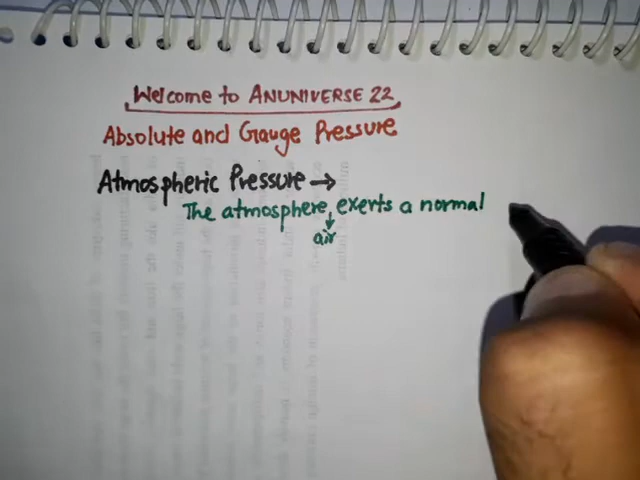 Welcome to ANUNIVERSE 22
Absolute and Gauge Pressure
Atmospheric Pressure →
The atmosphere exerts a normal
↓
air